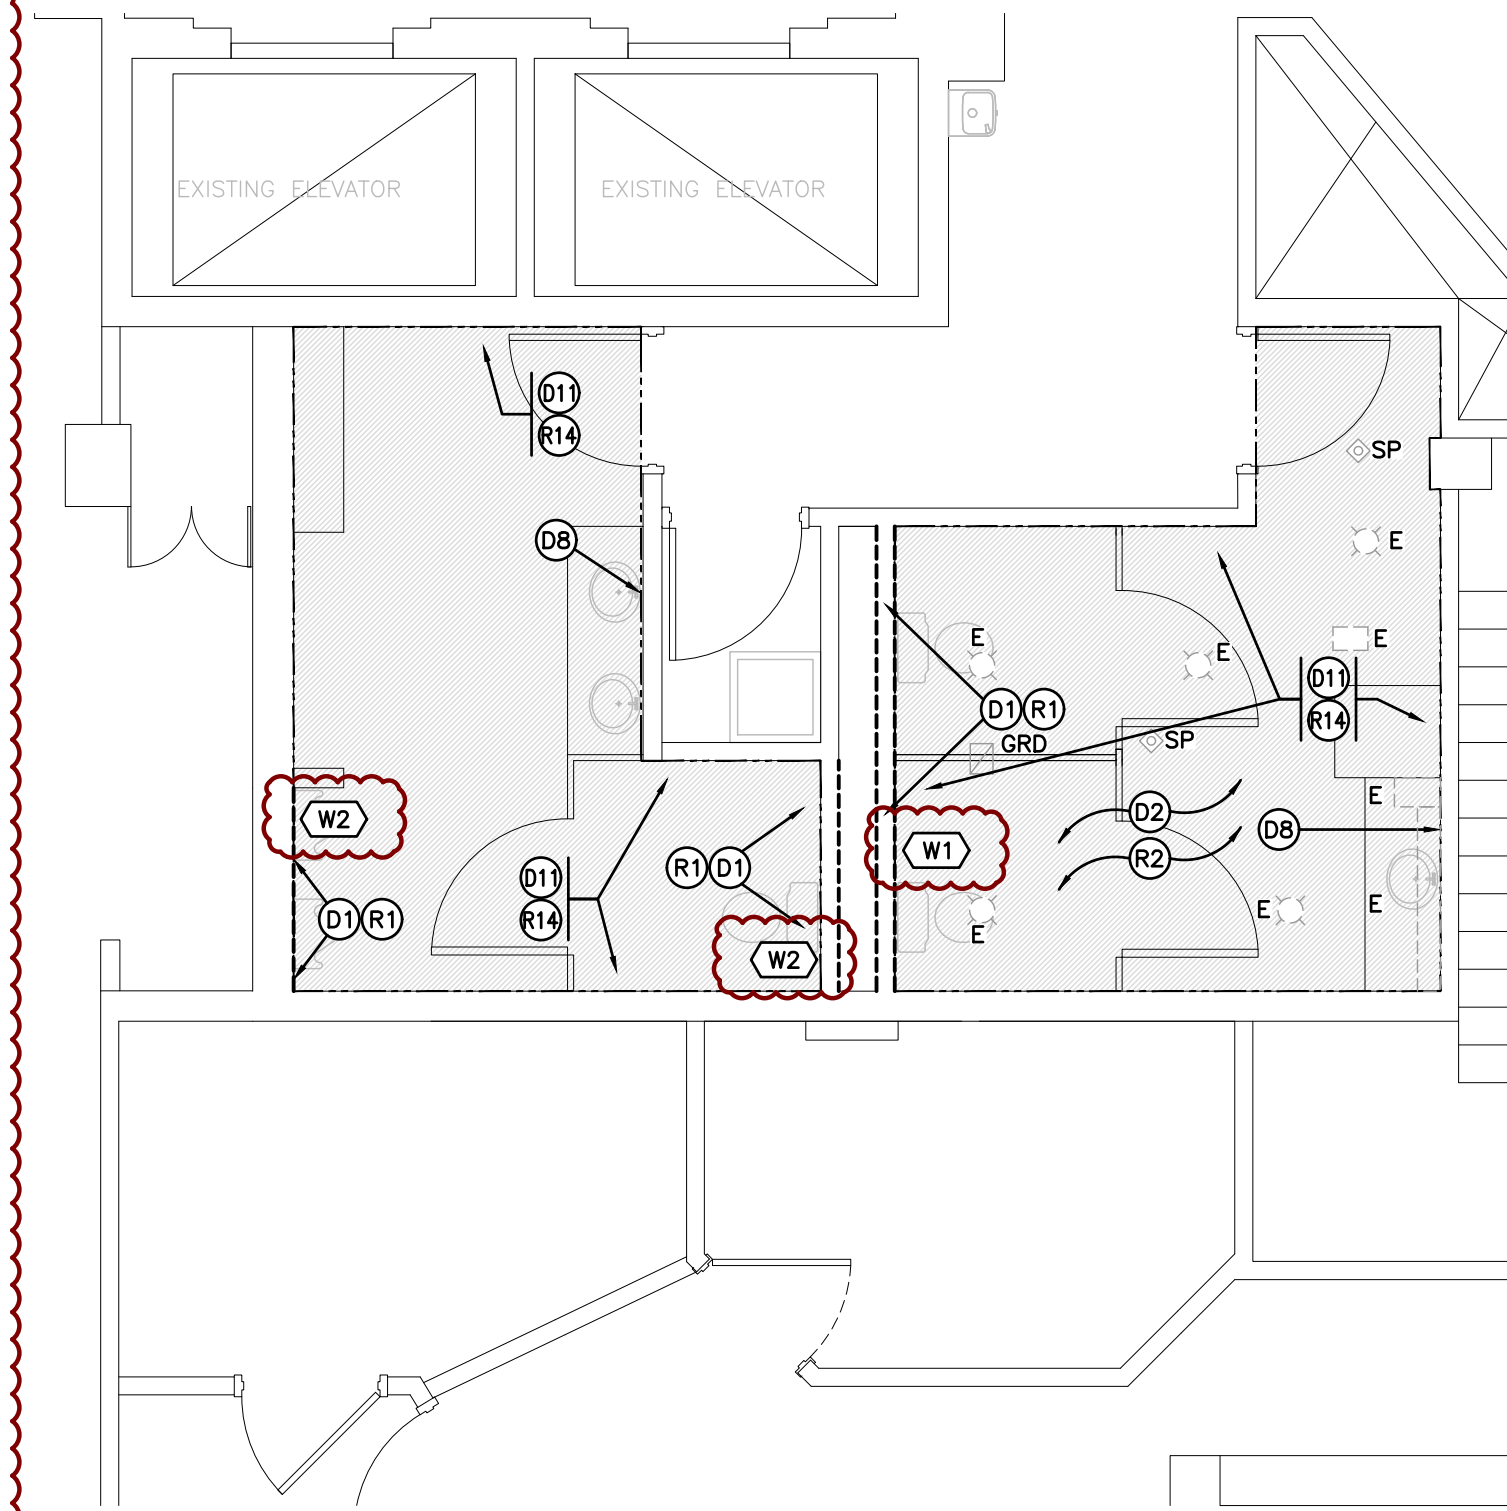 EXISTING ELEVATOR
EXISTING ELEVATOR
D11
R14
SP
D8
E
E
E
E
D11
R14
D1 R1
GRD
SP
E
W2
D2
D8
W1
R2
R1 D1
D11
R14
E
E
D1 R1
E
W2